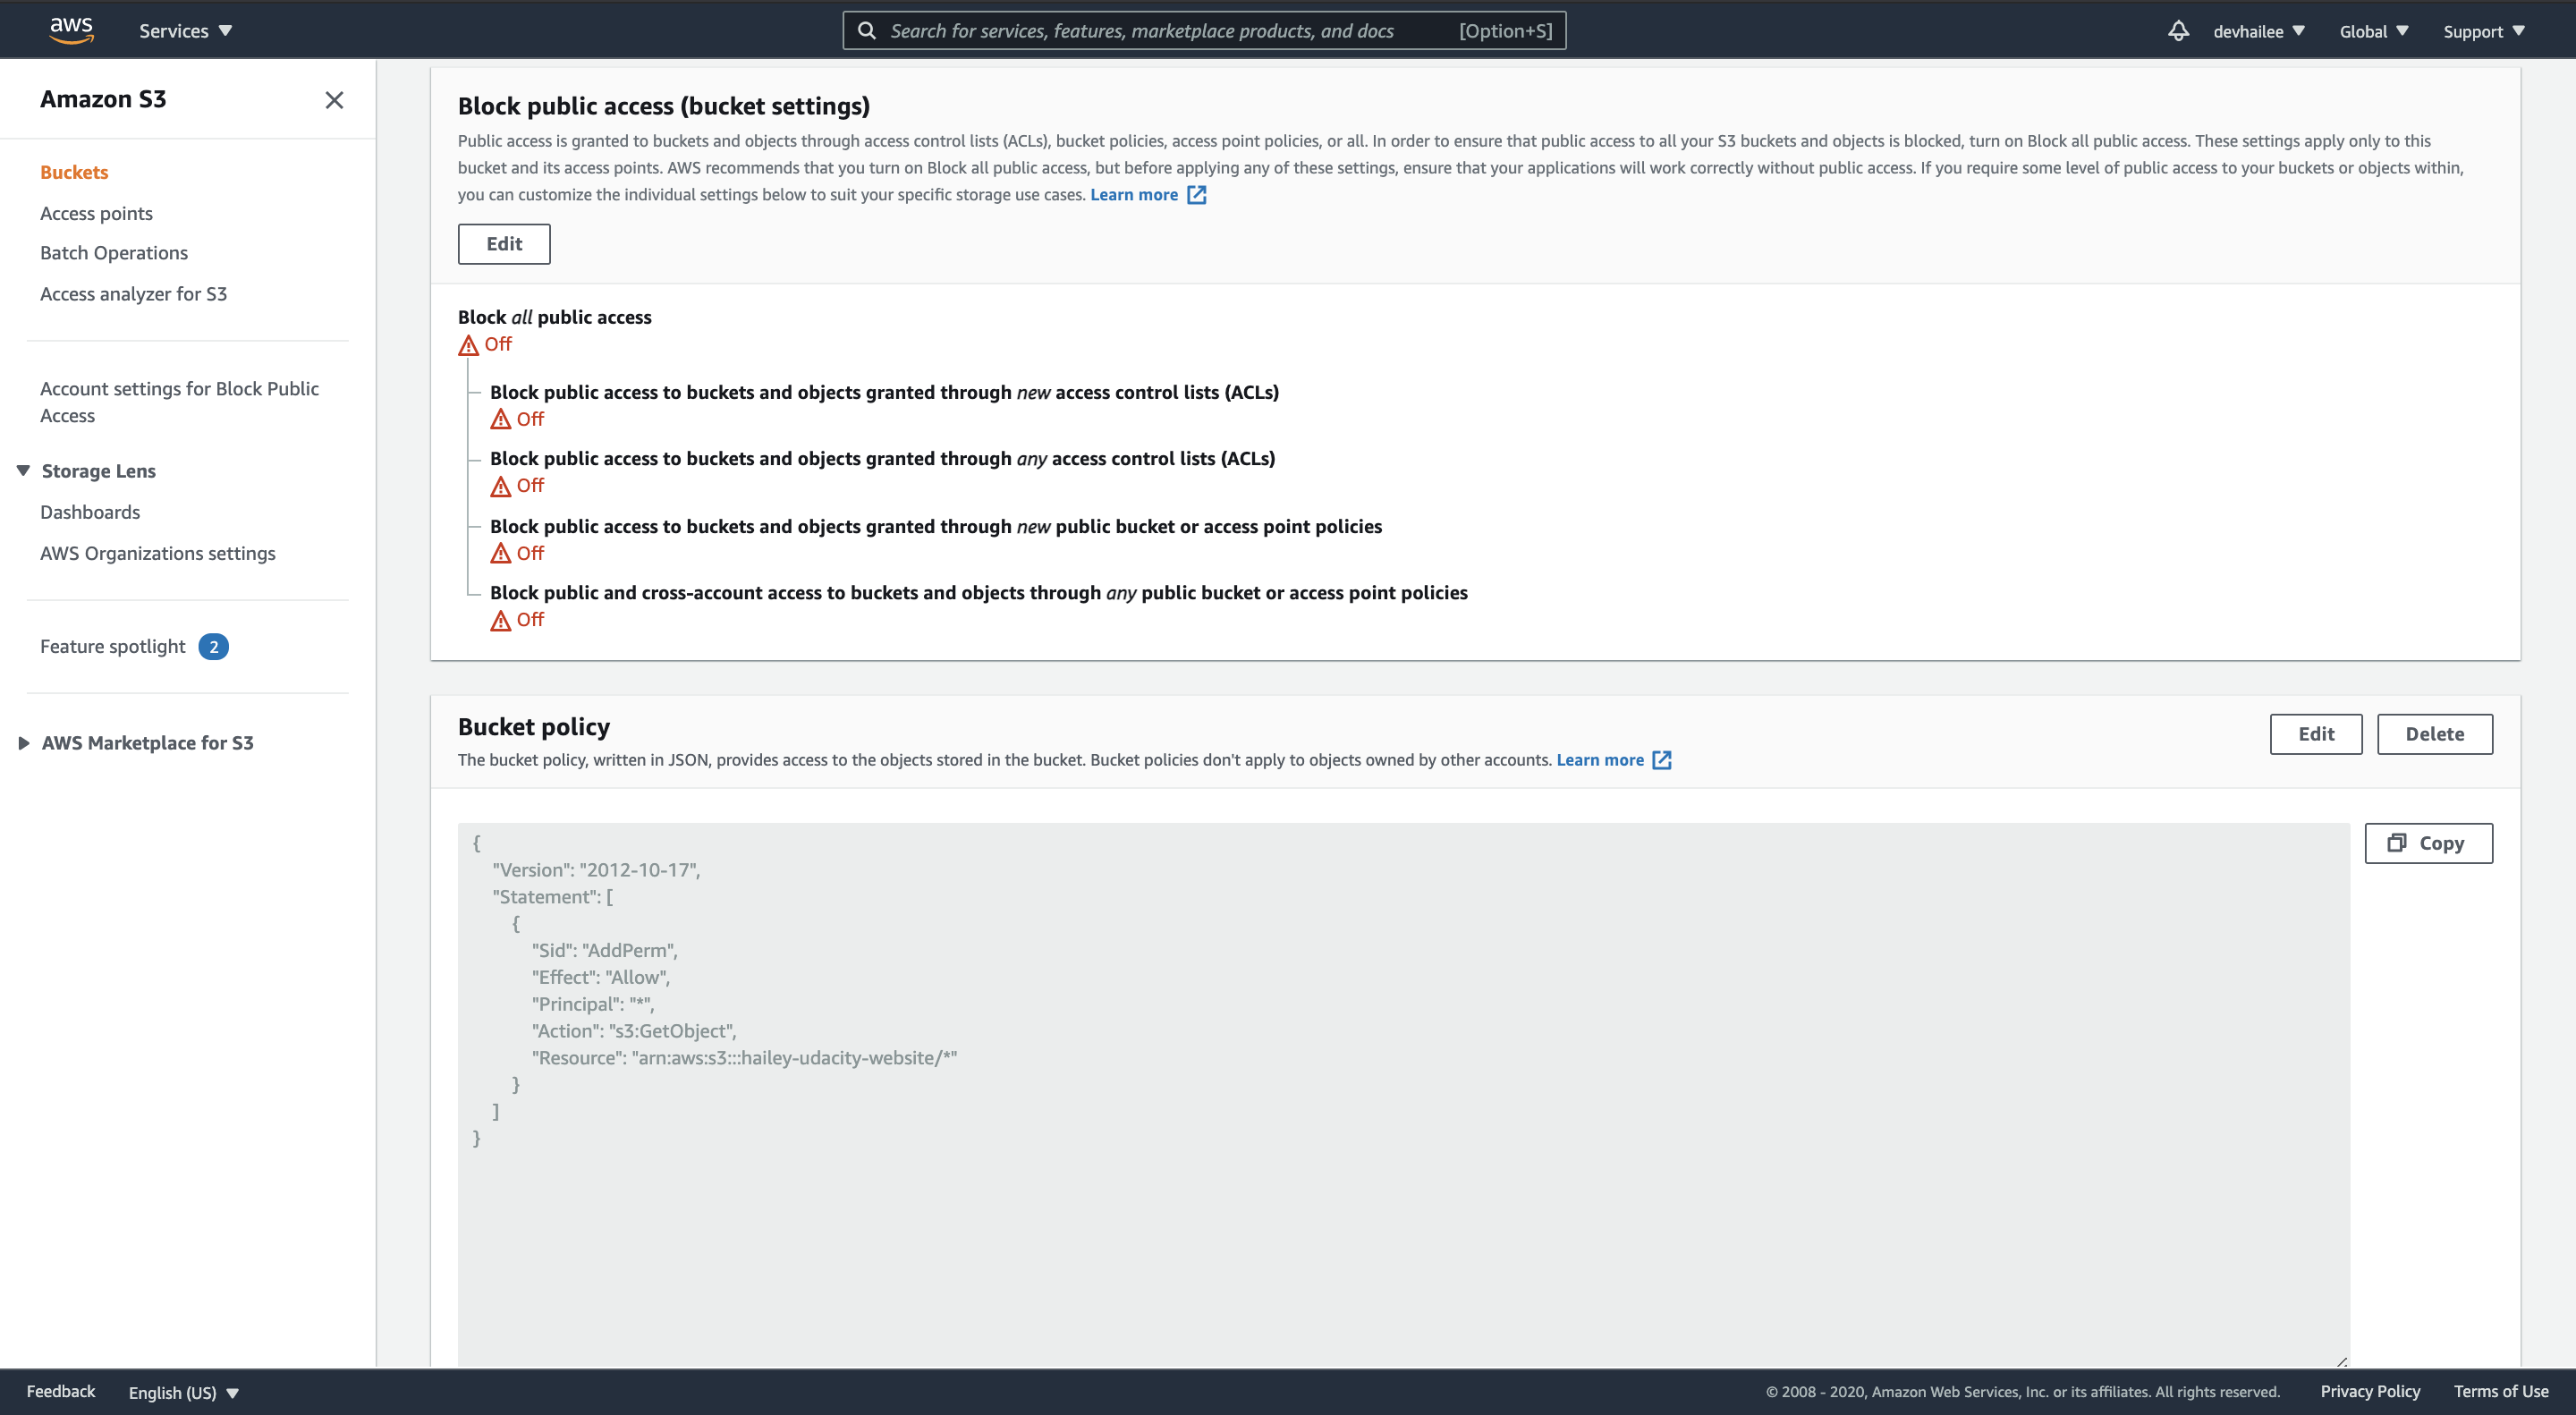 aws
Services
Search for services, features, marketplace products, and docs
[Option+S]
devhailee
Global
Support
Amazon S3
Buckets
Access points
Batch Operations
Access analyzer for S3
Account settings for Block Public
Access
Storage Lens
Dashboards
AWS Organizations settings
Feature spotlight 2
AWS Marketplace for S3
Block public access (bucket settings)
Public access is granted to buckets and objects through access control lists (ACLs), bucket policies, access point policies, or all. In order to ensure that public access to all your S3 buckets and objects is blocked, turn on Block all public access. These settings apply only to this
bucket and its access points. AWS recommends that you turn on Block all public access, but before applying any of these settings, ensure that your applications will work correctly without public access. If you require some level of public access to your buckets or objects within,
you can customize the individual settings below to suit your specific storage use cases. Learn more
Edit
Block all public access
Off
Block public access to buckets and objects granted through new access control lists (ACLs)
Off
Block public access to buckets and objects granted through any access control lists (ACLs)
Off
Block public access to buckets and objects granted through new public bucket or access point policies
Off
Block public and cross-account access to buckets and objects through any public bucket or access point policies
Off
Bucket policy
Edit
Delete
The bucket policy, written in JSON, provides access to the objects stored in the bucket. Bucket policies don't apply to objects owned by other accounts. Learn more
Copy
{
"Version": "2012-10-17",
"Statement": [
{
"Sid": "AddPerm",
"Effect": "Allow",
"Principal": "*",
"Action": "s3:GetObject",
"Resource": "arn:aws:s3:::hailey-udacity-website/*"
}
]
}
Feedback
English (US)
© 2008 - 2020, Amazon Web Services, Inc. or its affiliates. All rights reserved.
Privacy Policy
Terms of Use